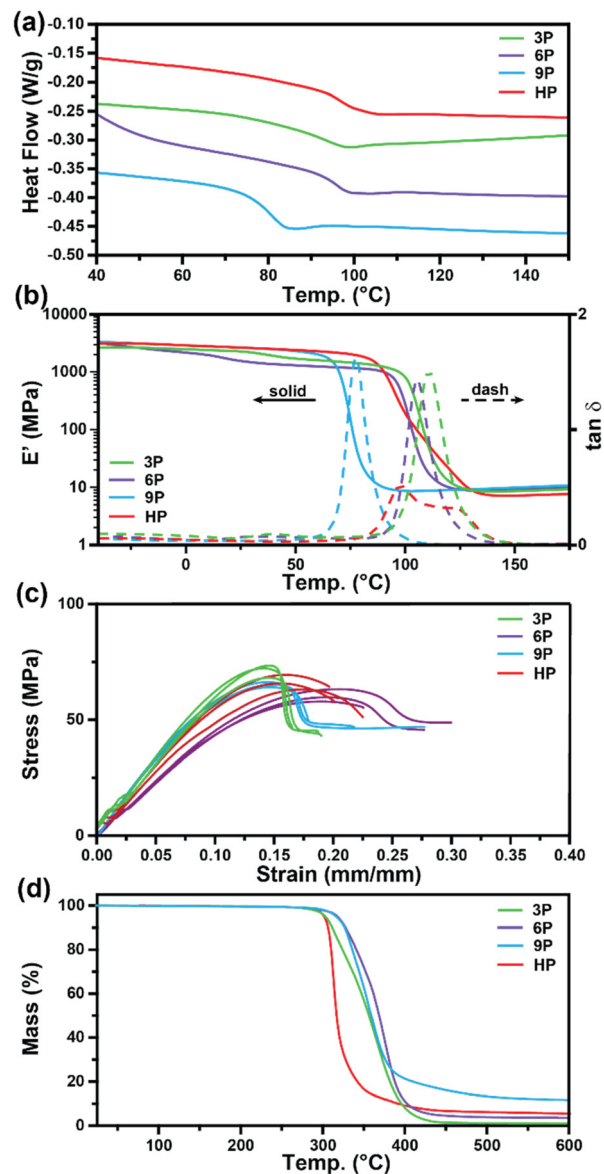 (a)
-0.10
-0.15
-0.20
-0.25
-0.30
-0.35
-0.40
-0.45
-0.50
Heat Flow (W/g)
3P
6P
9P
HP
40 60 80 100 120 140
Temp. (°C)
(b)
10000
1000
100
10
1
E' (MPa)
solid
dash
3P
6P
9P
HP
2
1
0
tan δ
0 50 100 150
Temp. (°C)
(c)
100
50
0
Stress (MPa)
3P
6P
9P
HP
0.00 0.05 0.10 0.15 0.20 0.25 0.30 0.35 0.40
Strain (mm/mm)
(d)
100
80
60
40
20
0
Mass (%)
3P
6P
9P
HP
100 200 300 400 500 600
Temp. (°C)